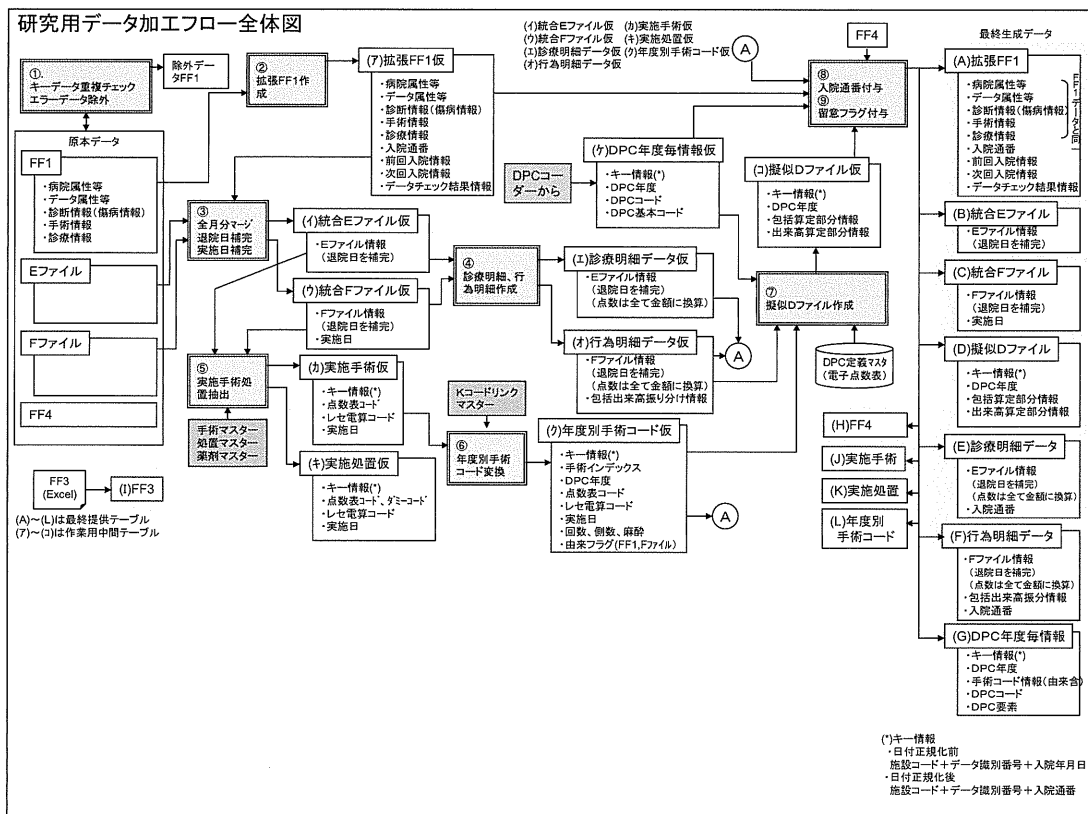 研究用データ加工フロー全体図
①.
キーデータ重複チェック
エラーデータ除外
除外デー
タFF1
②
拡張FF1作
成
(ｱ)拡張FF1仮
・病院属性等
・データ属性等
・診断情報(傷病情報)
・手術情報
・診療情報
・入院通番
・前回入院情報
・次回入院情報
・データチェック結果情報
(ｲ)統合Eファイル仮 (ｶ)実施手術仮
(ｳ)統合Fファイル仮 (ｷ)実施処置仮
(ｴ)診療明細データ仮 (ｸ)年度別手術コード仮
(ｵ)行為明細データ仮
A
FF4
⑧
入院通番付与
⑨
留意フラグ付与
最終生成データ
(A)拡張FF1
・病院属性等
・データ属性等
・診断情報(傷病情報)
・手術情報
・診療情報
・入院通番
・前回入院情報
・次回入院情報
・データチェック結果情報
FF1データと同一
原本データ
FF1
・病院属性等
・データ属性等
・診断情報(傷病情報)
・手術情報
・診療情報
Eファイル
Fファイル
FF4
③
全月分マージ
退院日補完
実施日補完
(ｲ)統合Eファイル仮
・Eファイル情報
(退院日を補完)
(ｳ)統合Fファイル仮
・Fファイル情報
(退院日を補完)
・実施日
④
診療明細、行
為明細作成
(ｴ)診療明細データ仮
・Eファイル情報
(退院日を補完)
(点数は全て金額に換算)
(ｵ)行為明細データ仮
・Fファイル情報
(退院日を補完)
(点数は全て金額に換算)
・包括出来高振り分け情報
A
DPCコー
ダーから
(ｹ)DPC年度毎情報仮
・キー情報(*)
・DPC年度
・DPCコード
・DPC基本コード
(ｺ)擬似Dファイル仮
・キー情報(*)
・DPC年度
・包括算定部分情報
・出来高算定部分情報
⑦
擬似Dファイル作成
DPC定義マスタ
(電子点数表)
⑤
実施手術処
置抽出
手術マスター
処置マスター
薬剤マスター
(ｶ)実施手術仮
・キー情報(*)
・点数表コード
・レセ電算コード
・実施日
(ｷ)実施処置仮
・キー情報(*)
・点数表コード、ダミーコード
・レセ電算コード
・実施日
Kコードリンク
マスター
⑥
年度別手術
コード変換
(ｸ)年度別手術コード仮
・キー情報(*)
・手術インデックス
・DPC年度
・点数表コード
・レセ電算コード
・実施日
・回数、側数、麻酔
・由来フラグ(FF1,Fファイル)
A
FF3
(Excel)
(I)FF3
(A)～(L)は最終提供テーブル
(ｱ)～(ｺ)は作業用中間テーブル
(B)統合Eファイル
・Eファイル情報
(退院日を補完)
(C)統合Fファイル
・Fファイル情報
(退院日を補完)
・実施日
(D)擬似Dファイル
・キー情報(*)
・DPC年度
・包括算定部分情報
・出来高算定部分情報
(H)FF4
(J)実施手術
(K)実施処置
(L)年度別
手術コード
(E)診療明細データ
・Eファイル情報
(退院日を補完)
(点数は全て金額に換算)
・入院通番
(F)行為明細データ
・Fファイル情報
(退院日を補完)
(点数は全て金額に換算)
・包括出来高振分情報
・入院通番
(G)DPC年度毎情報
・キー情報(*)
・DPC年度
・手術コード情報(由来含)
・DPCコード
・DPC要素
(*)キー情報
・日付正規化前
施設コード＋データ識別番号＋入院年月日
・日付正規化後
施設コード＋データ識別番号＋入院通番